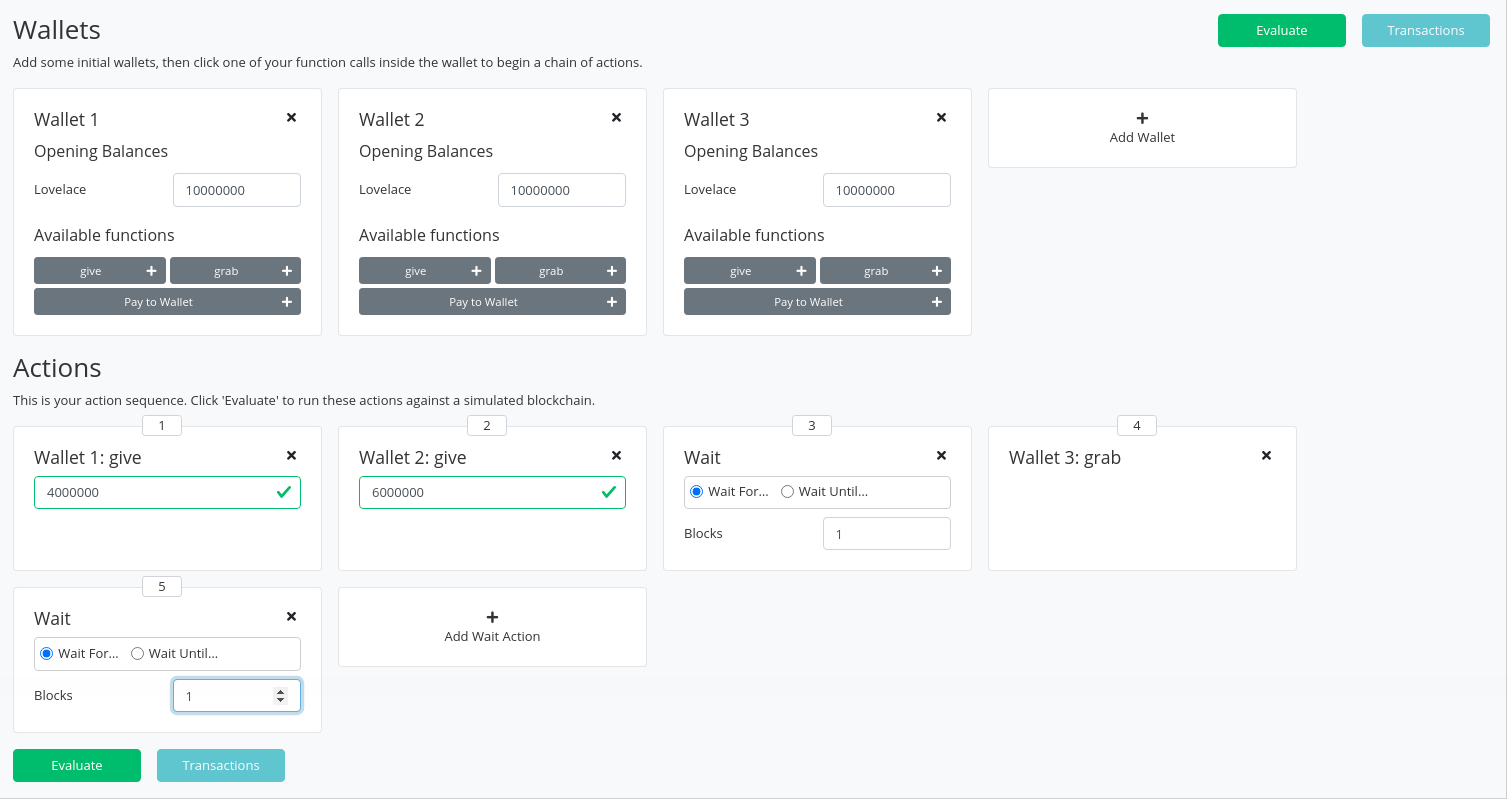 Wallets
Evaluate
Transactions
Add some initial wallets, then click one of your function calls inside the wallet to begin a chain of actions.
Wallet 1
Opening Balances
Lovelace 10000000
Available functions
give
grab
Pay to Wallet
Wallet 2
Opening Balances
Lovelace 10000000
Available functions
give
grab
Pay to Wallet
Wallet 3
Opening Balances
Lovelace 10000000
Available functions
give
grab
Pay to Wallet
Add Wallet
Actions
This is your action sequence. Click 'Evaluate' to run these actions against a simulated blockchain.
1
Wallet 1: give
4000000
2
Wallet 2: give
6000000
3
Wait
Wait For... Wait Until...
Blocks 1
4
Wallet 3: grab
5
Wait
Wait For... Wait Until...
Blocks 1
Add Wait Action
Evaluate
Transactions